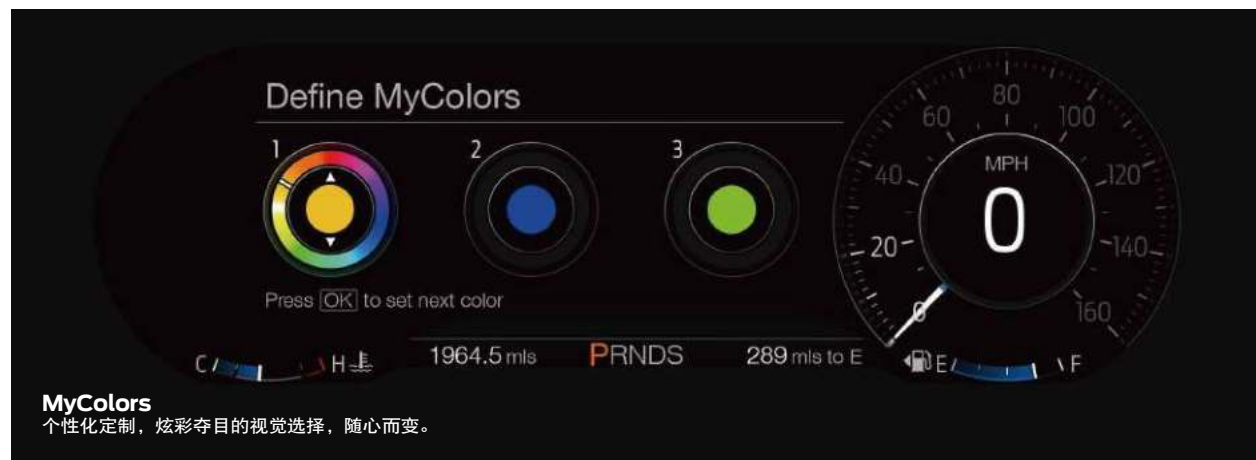 Define MyColors
1
2
3
Press OK to set next color
0
20
40
60
80
100
120
140
160
MPH
0
C
H
1964.5 mls
PRNDS
289 mls to E
E
F
MyColors
个性化定制，炫彩夺目的视觉选择，随心而变。